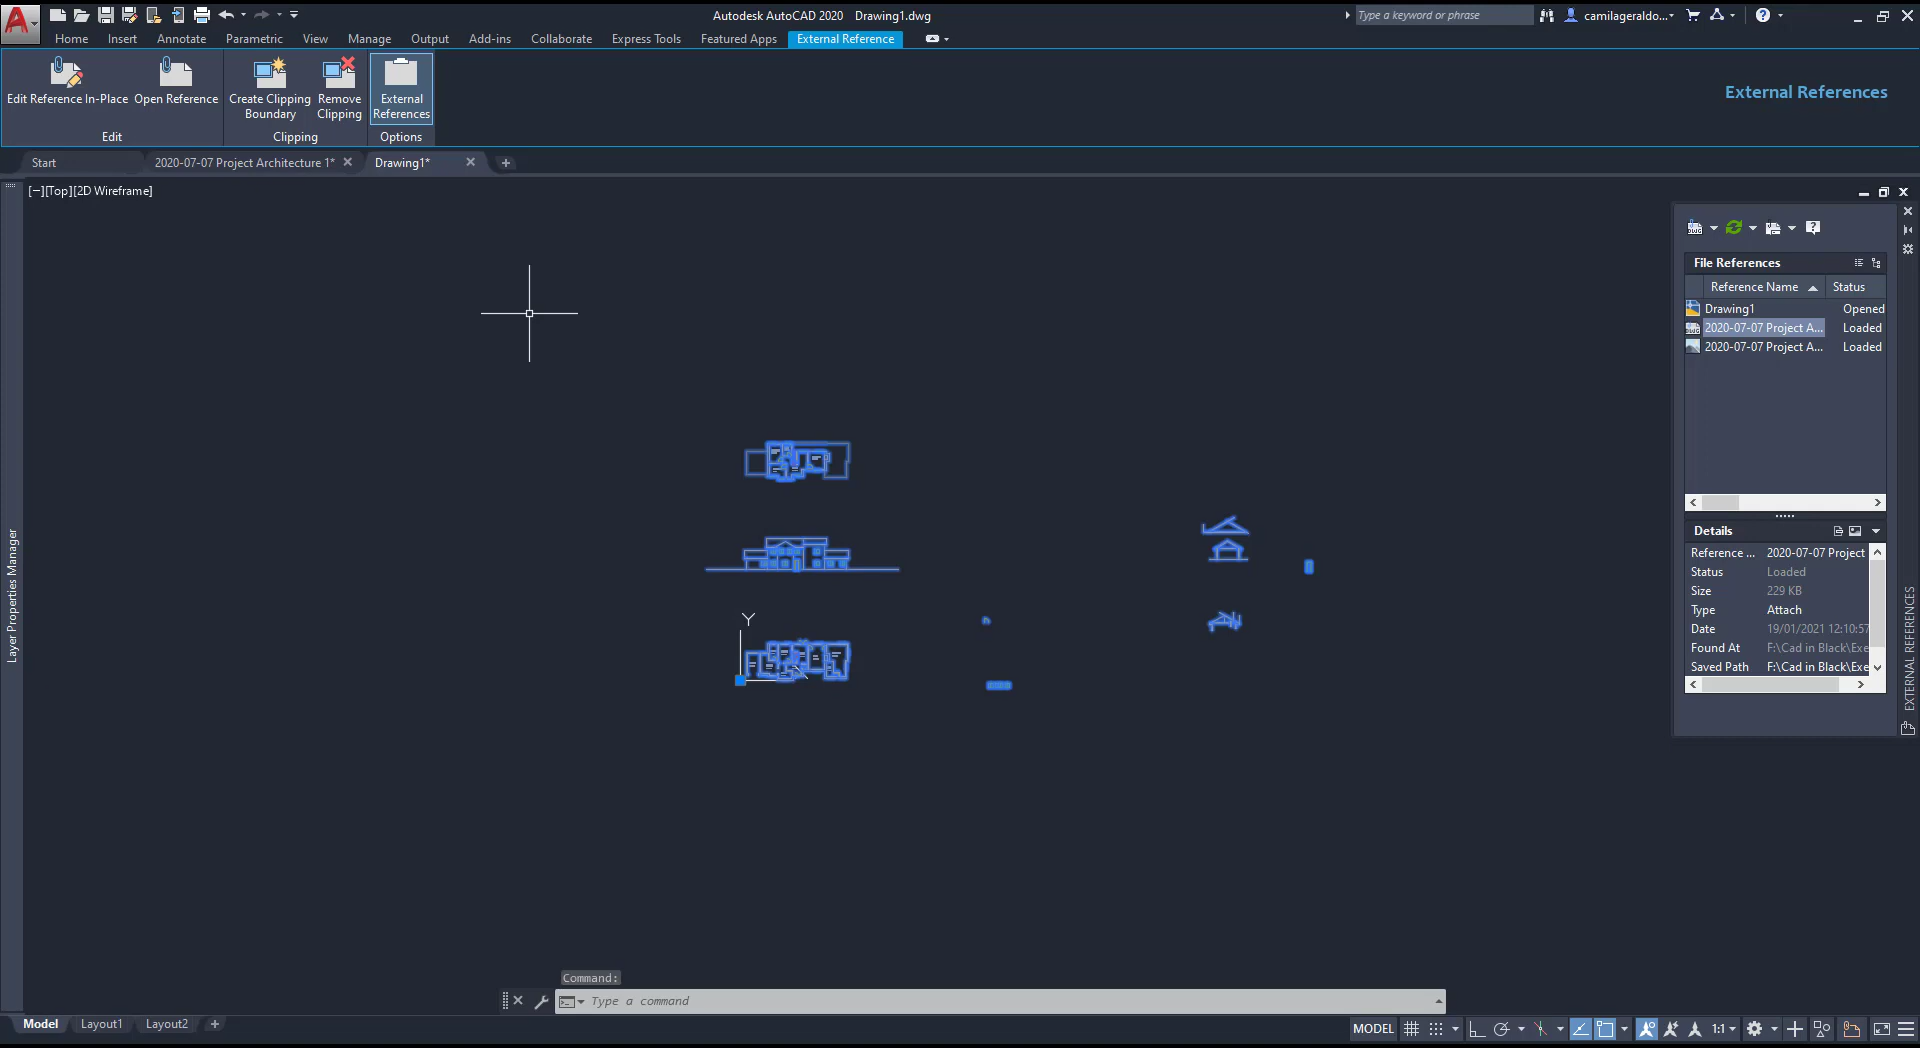 Autodesk AutoCAD 2020 Drawing1.dwg
Type a keyword or phrase
camilageraldo...
Home Insert Annotate Parametric View Manage Output Add-ins Collaborate Express Tools Featured Apps External Reference
Edit Reference In-Place
Open Reference
Create Clipping
Boundary
Remove
Clipping
External
References
Edit
Clipping
Options
External References
Start
2020-07-07 Project Architecture 1*
Drawing1*
[−][Top][2D Wireframe]
File References
Reference Name Status
Drawing1 Opened
2020-07-07 Project A... Loaded
2020-07-07 Project A... Loaded
Details
Reference ... 2020-07-07 Project
Status Loaded
Size 229 KB
Type Attach
Date 19/01/2021 12:10:57
Found At F:\Cad in Black\Exe
Saved Path F:\Cad in Black\Exe
Layer Properties Manager
EXTERNAL REFERENCES
Y
Command:
Type a command
Model Layout1 Layout2
MODEL
1:1